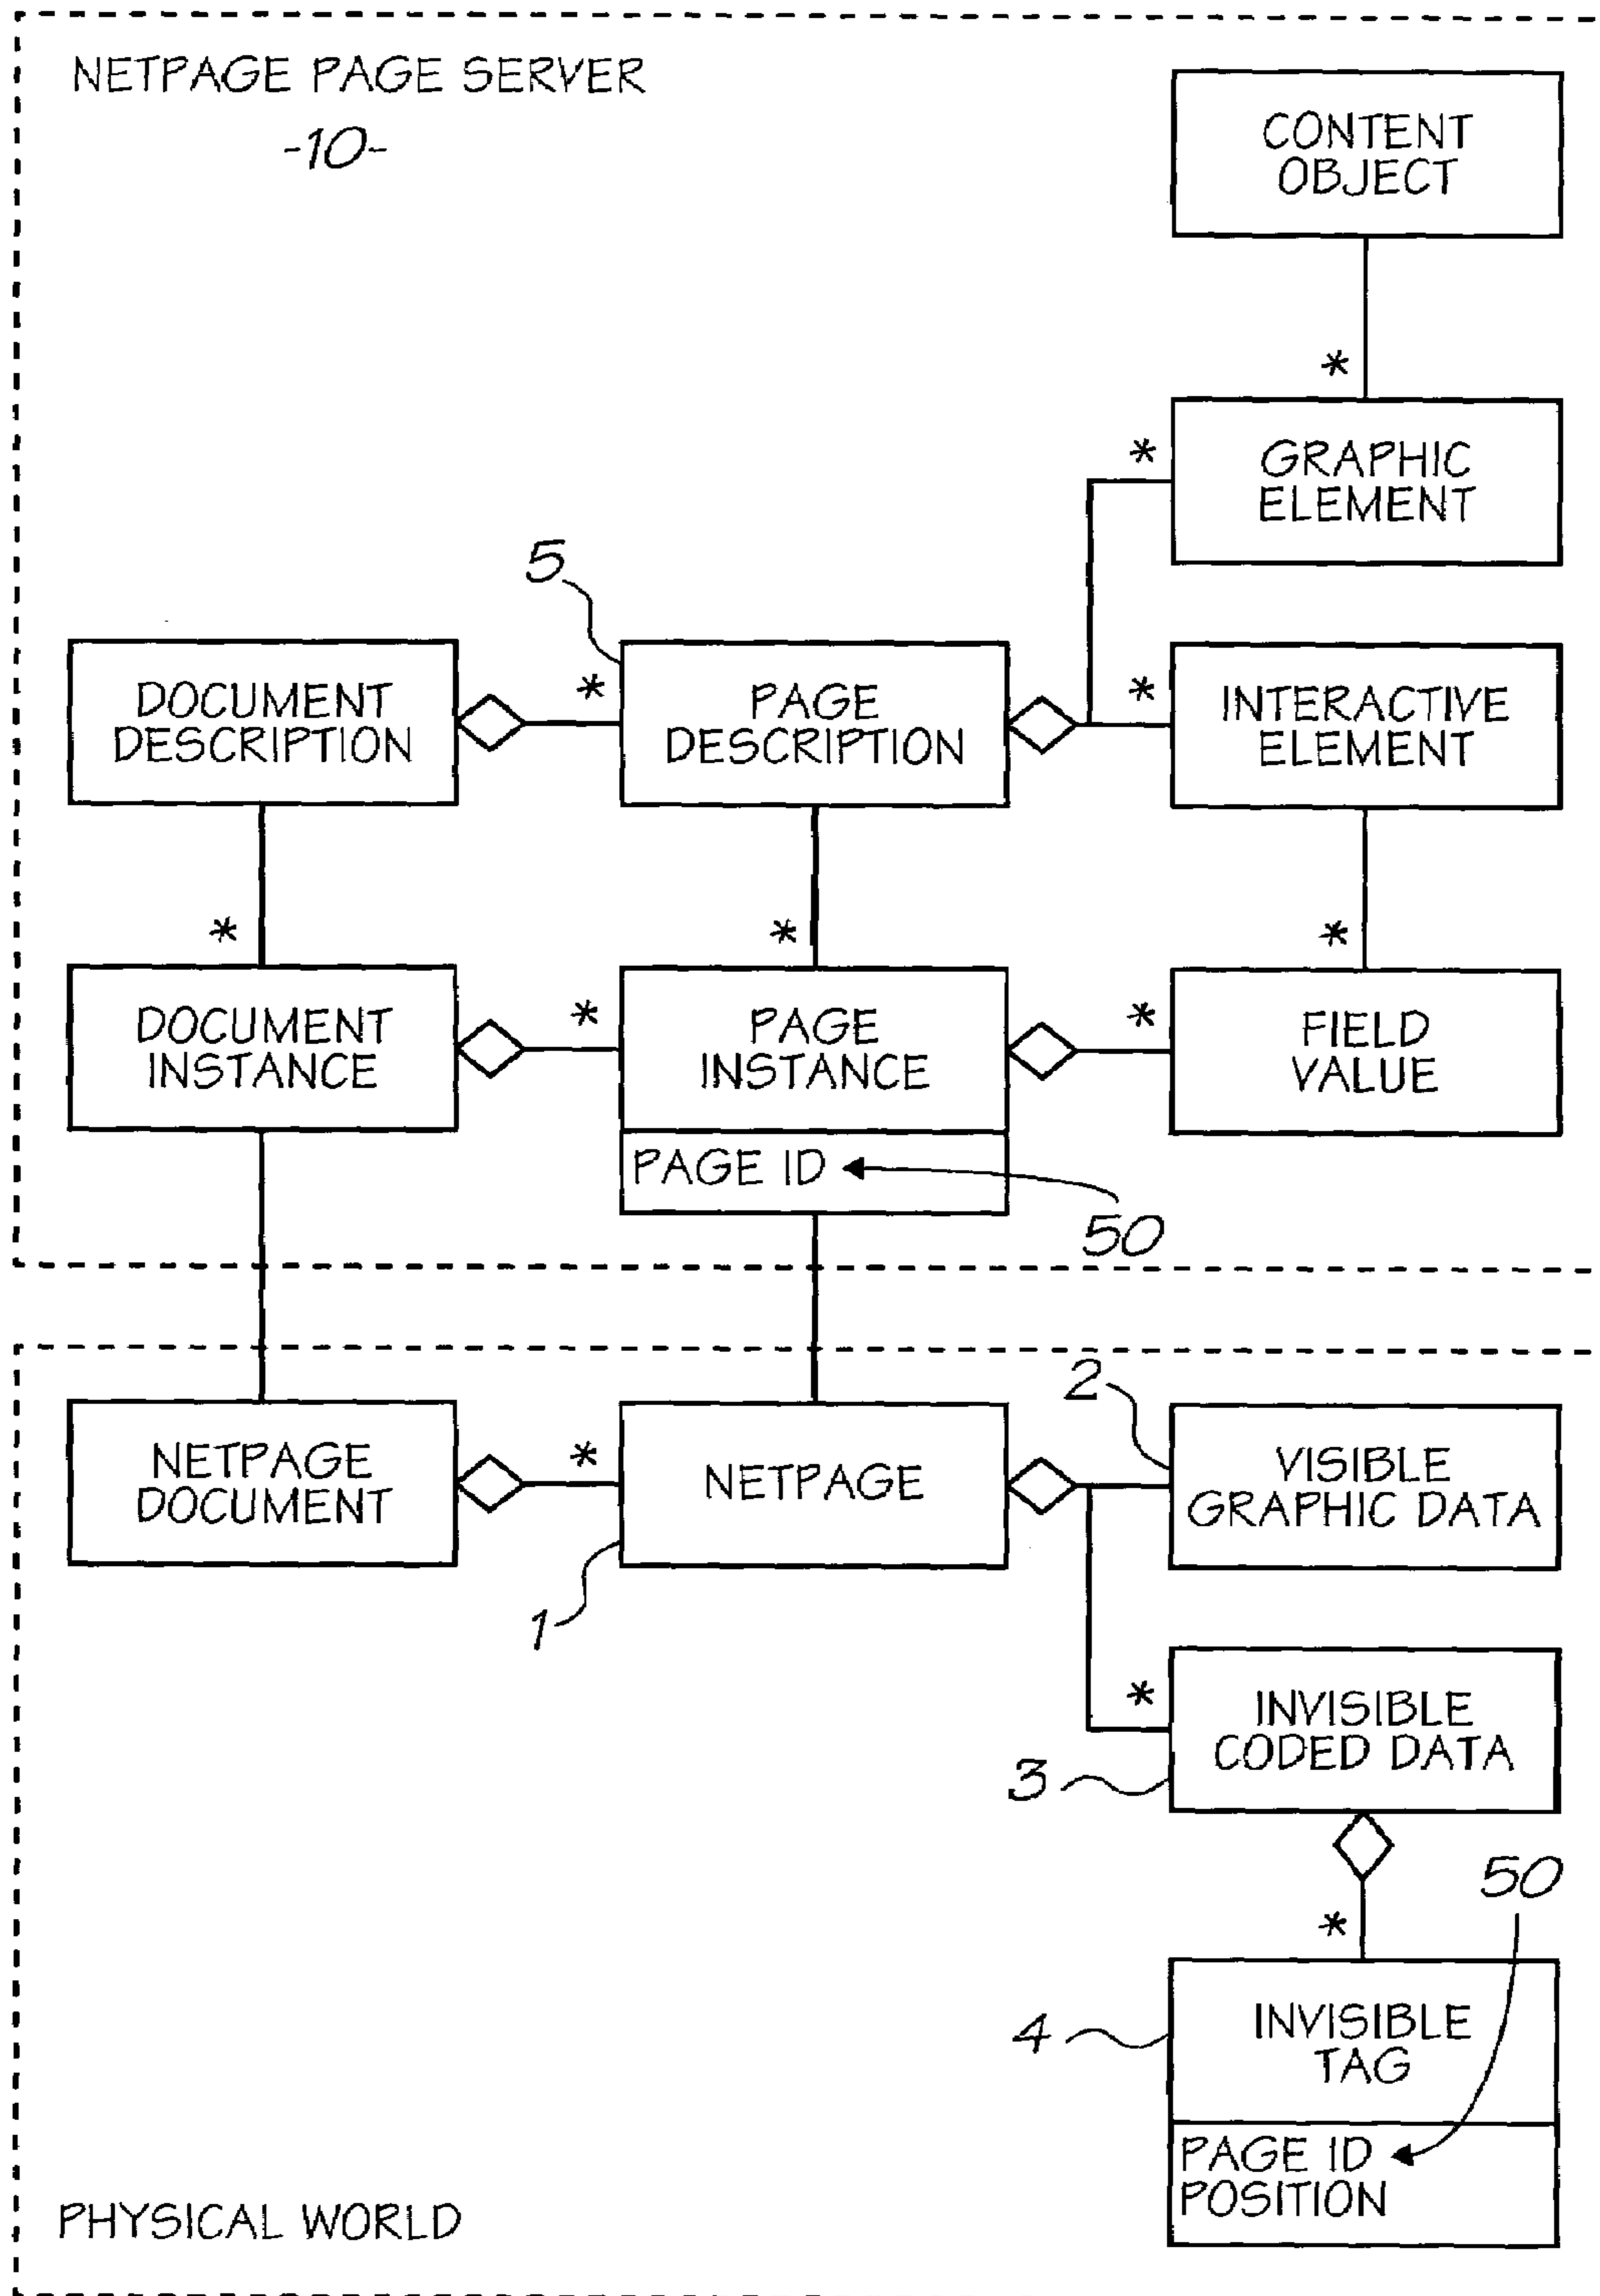 NETPAGE PAGE SERVER
-10-
CONTENT
OBJECT
*
*
GRAPHIC
ELEMENT
5
DOCUMENT
DESCRIPTION
*
PAGE
DESCRIPTION
*
INTERACTIVE
ELEMENT
*
*
*
DOCUMENT
INSTANCE
*
PAGE
INSTANCE
*
FIELD
VALUE
PAGE ID
50
2
NETPAGE
DOCUMENT
*
NETPAGE
VISIBLE
GRAPHIC DATA
1
*
INVISIBLE
CODED DATA
3
50
*
4
INVISIBLE
TAG
PAGE ID
POSITION
PHYSICAL WORLD